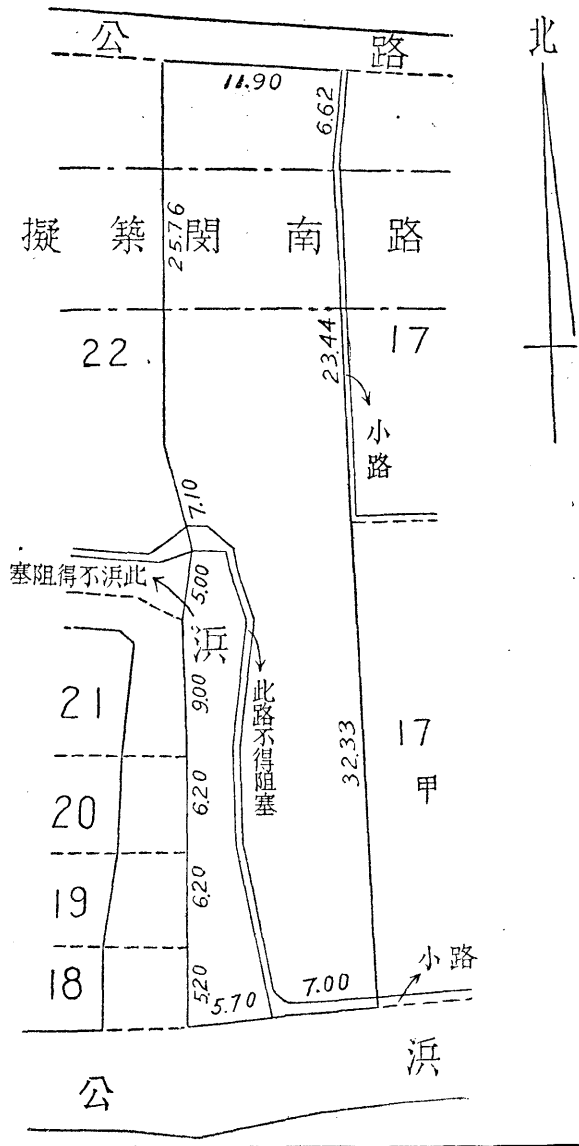 公路
北
11.90
6.62
擬築閔南路
25.76
22
17
23.44
小路
7.10
塞阻得不浜此
5.00
浜
9.00
此路不得阻塞
21
17
甲
32.33
20
6.20
19
6.20
18
5.20
5.70
7.00
小路
公浜